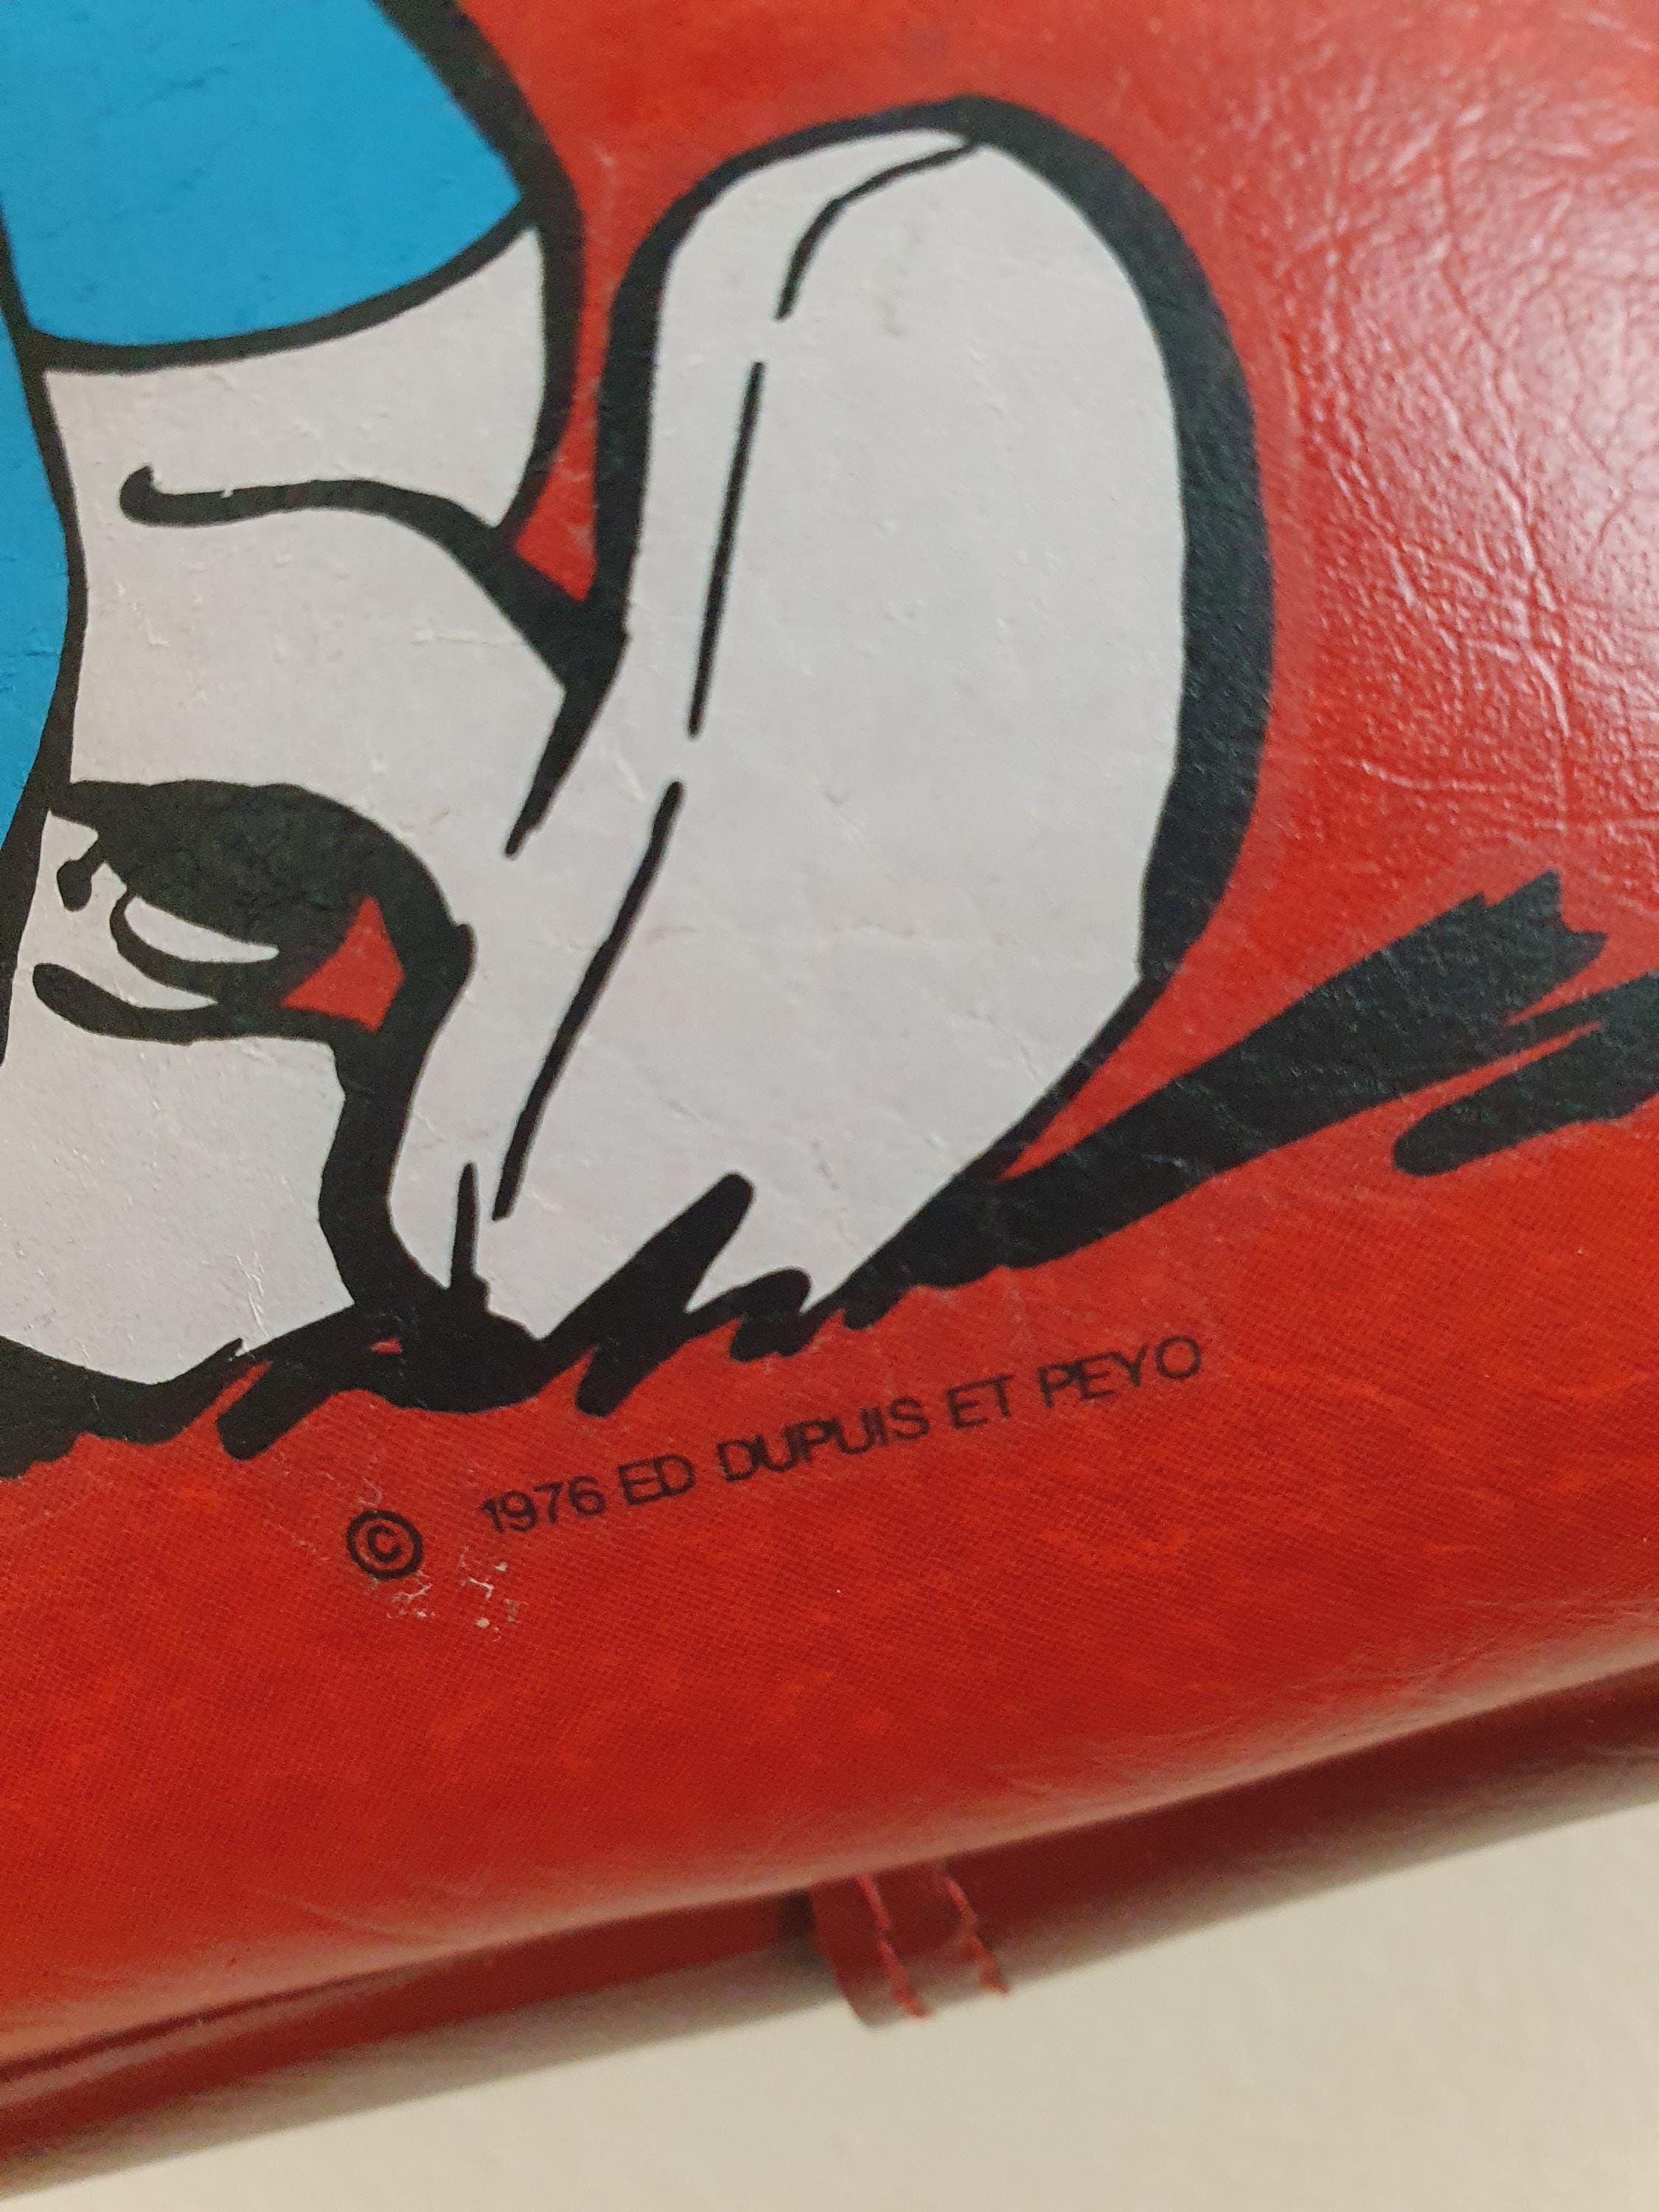 © 1976 ED DUPUIS ET PEYO